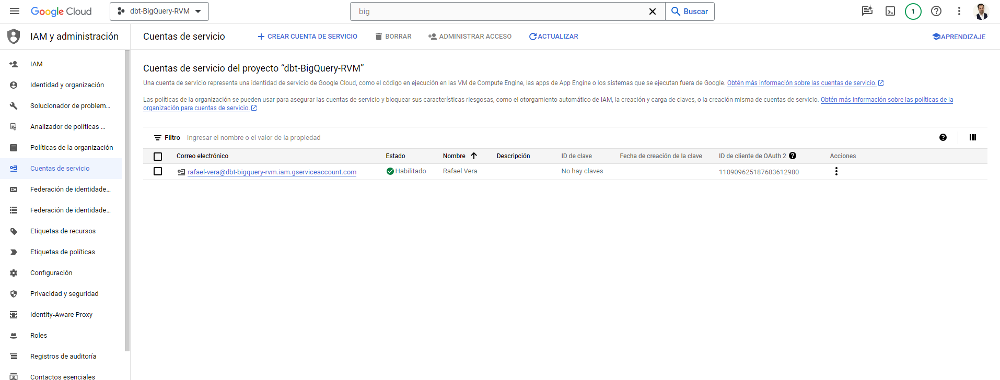 Google Cloud
dbt-BigQuery-RVM
big
Buscar
1
IAM y administración
Cuentas de servicio
CREAR CUENTA DE SERVICIO
BORRAR
ADMINISTRAR ACCESO
ACTUALIZAR
APRENDIZAJE
IAM
Identidad y organización
Solucionador de problem...
Analizador de políticas ...
Políticas de la organización
Cuentas de servicio
Federación de identidade...
Federación de identidade...
Etiquetas de recursos
Etiquetas de políticas
Configuración
Privacidad y seguridad
Identity-Aware Proxy
Roles
Registros de auditoría
Contactos esenciales
Cuentas de servicio del proyecto “dbt-BigQuery-RVM”
Una cuenta de servicio representa una identidad de servicio de Google Cloud, como el código en ejecución en las VM de Compute Engine, las apps de App Engine o los sistemas que se ejecutan fuera de Google. Obtén más información sobre las cuentas de servicio.
Las políticas de la organización se pueden usar para asegurar las cuentas de servicio y bloquear sus características riesgosas, como el otorgamiento automático de IAM, la creación y carga de claves, o la creación misma de cuentas de servicio. Obtén más información sobre las políticas de la
organización para cuentas de servicio.
Filtro Ingresar el nombre o el valor de la propiedad
Correo electrónico Estado Nombre Descripción ID de clave Fecha de creación de la clave ID de cliente de OAuth 2 Acciones
rafael-vera@dbt-bigquery-rvm.iam.gserviceaccount.com Habilitado Rafael Vera No hay claves 110909625187683612980